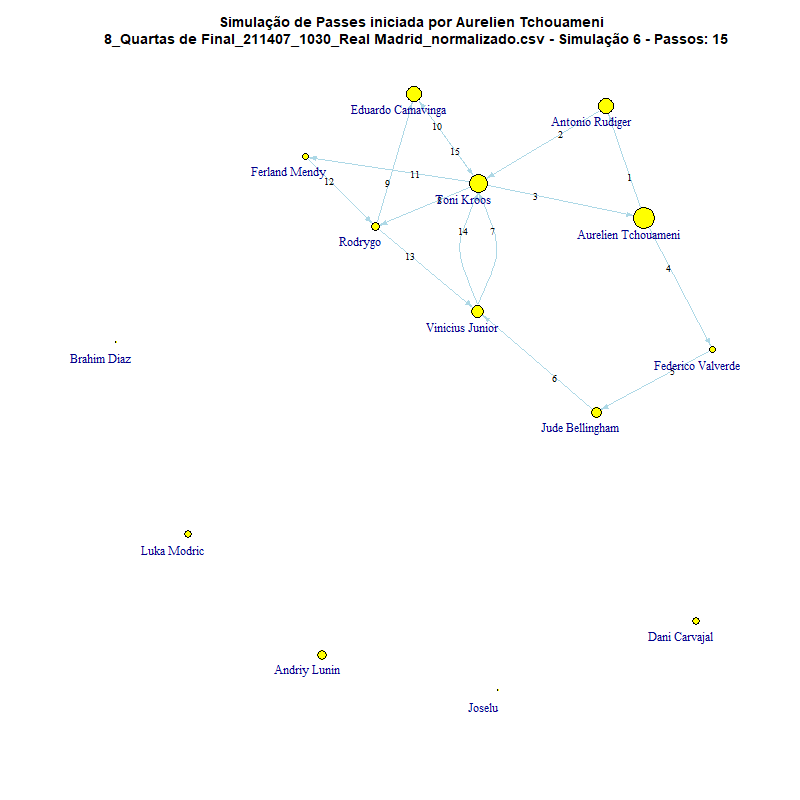 Simulação de Passes iniciada por Aurelien Tchouameni
8_Quartas de Final_211407_1030_Real Madrid_normalizado.csv - Simulação 6 - Passos: 15
Eduardo Camavinga
Antonio Rudiger
10
2
15
Ferland Mendy
11
12
9
1
3
Toni Kroos
8
Rodrygo
14
7
Aurelien Tchouameni
13
4
Vinicius Junior
Brahim Diaz
Federico Valverde
5
6
Jude Bellingham
Luka Modric
Dani Carvajal
Andriy Lunin
Joselu